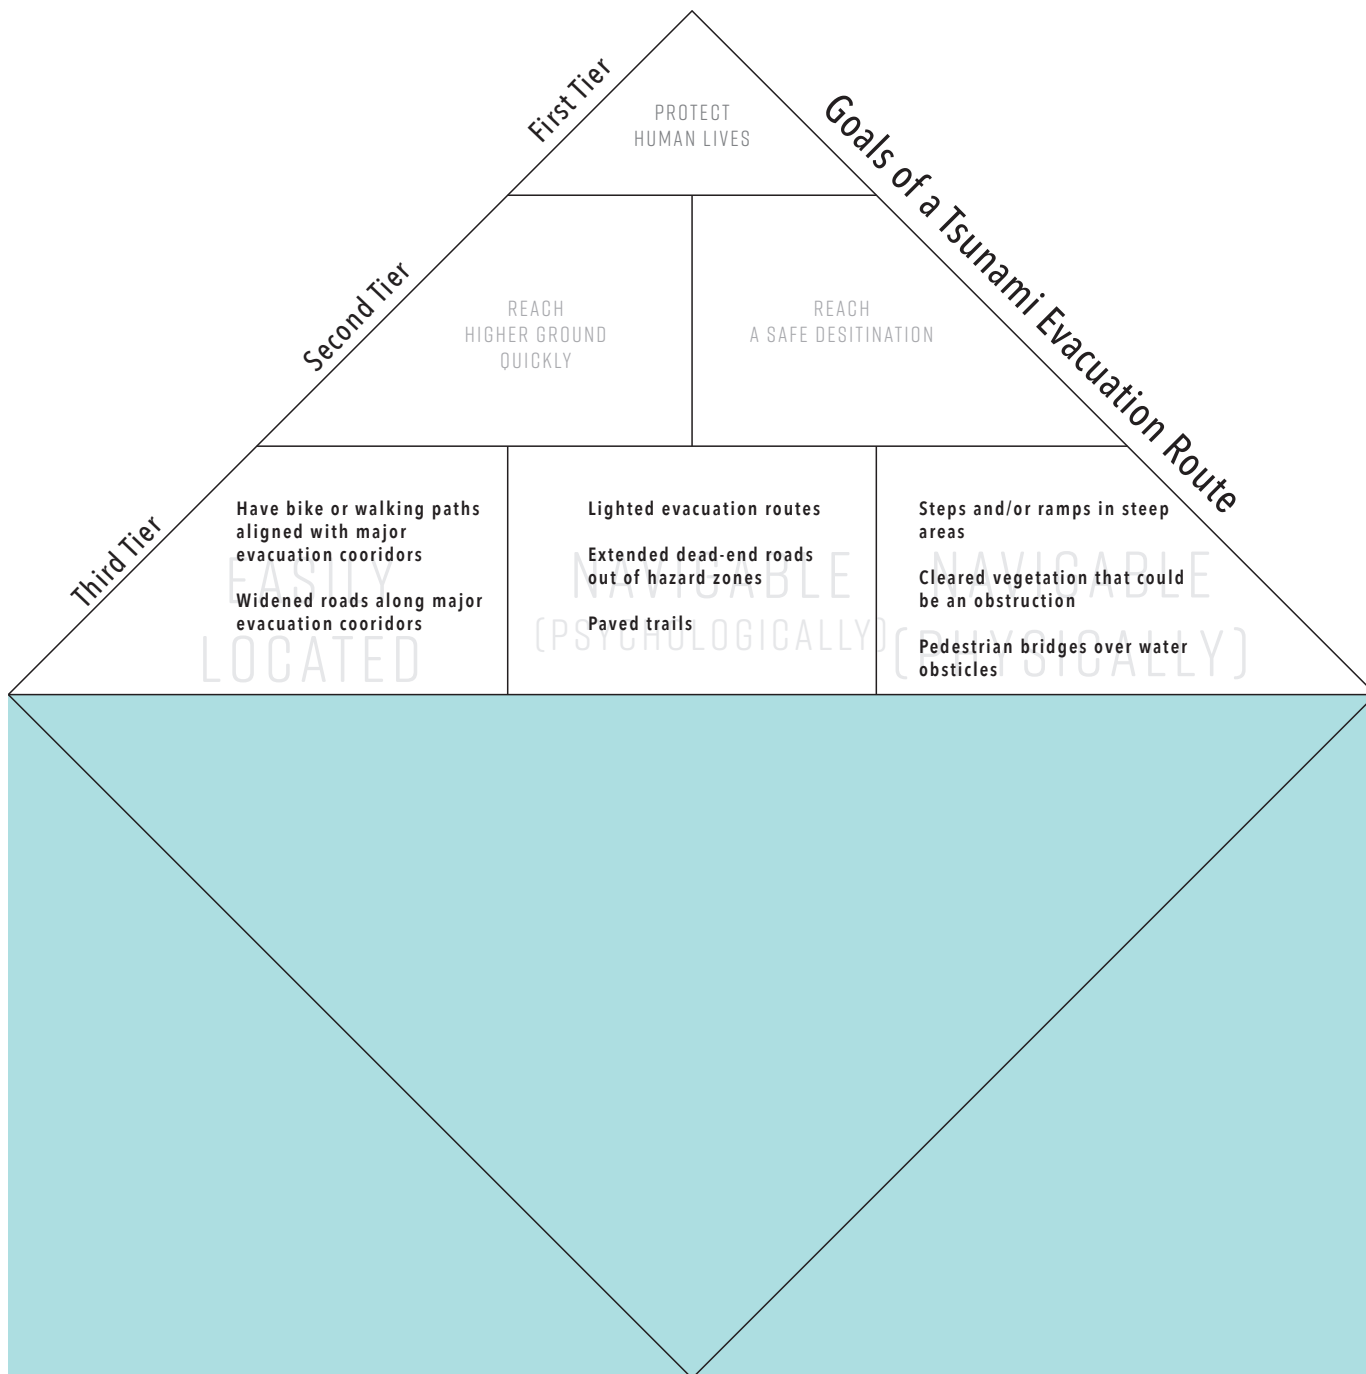 First Tier
PROTECT
HUMAN LIVES
Goals of a Tsunami Evacuation Route
Second Tier
REACH
HIGHER GROUND
QUICKLY
REACH
A SAFE DESITINATION
Third Tier
EASILY
LOCATED
Have bike or walking paths
aligned with major
evacuation cooridors
Widened roads along major
evacuation cooridors
NAVIGABLE
(PSYCHOLOGICALLY)
Lighted evacuation routes
Extended dead-end roads
out of hazard zones
Paved trails
NAVIGABLE
(PHYSICALLY)
Steps and/or ramps in steep
areas
Cleared vegetation that could
be an obstruction
Pedestrian bridges over water
obsticles